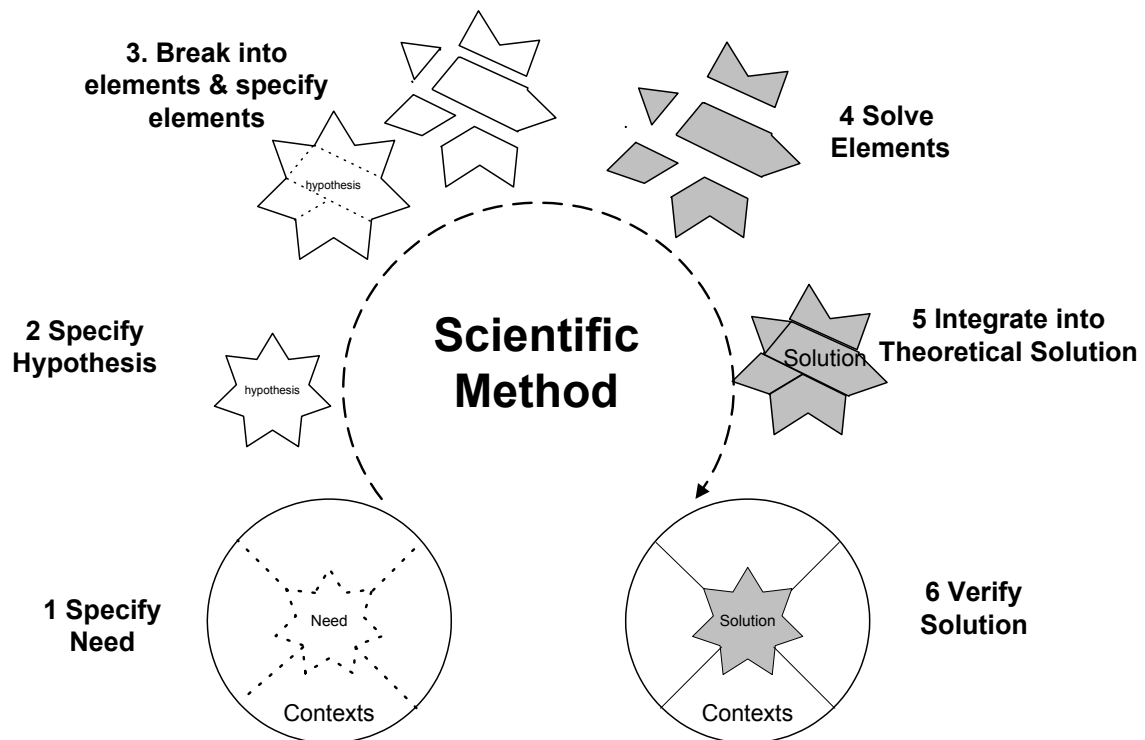 3. Break into
elements & specify
elements
hypothesis
4 Solve
Elements
2 Specify
Hypothesis
hypothesis
Scientific
Method
5 Integrate into
Theoretical Solution
Solution
1 Specify
Need
Need
Contexts
6 Verify
Solution
Solution
Contexts